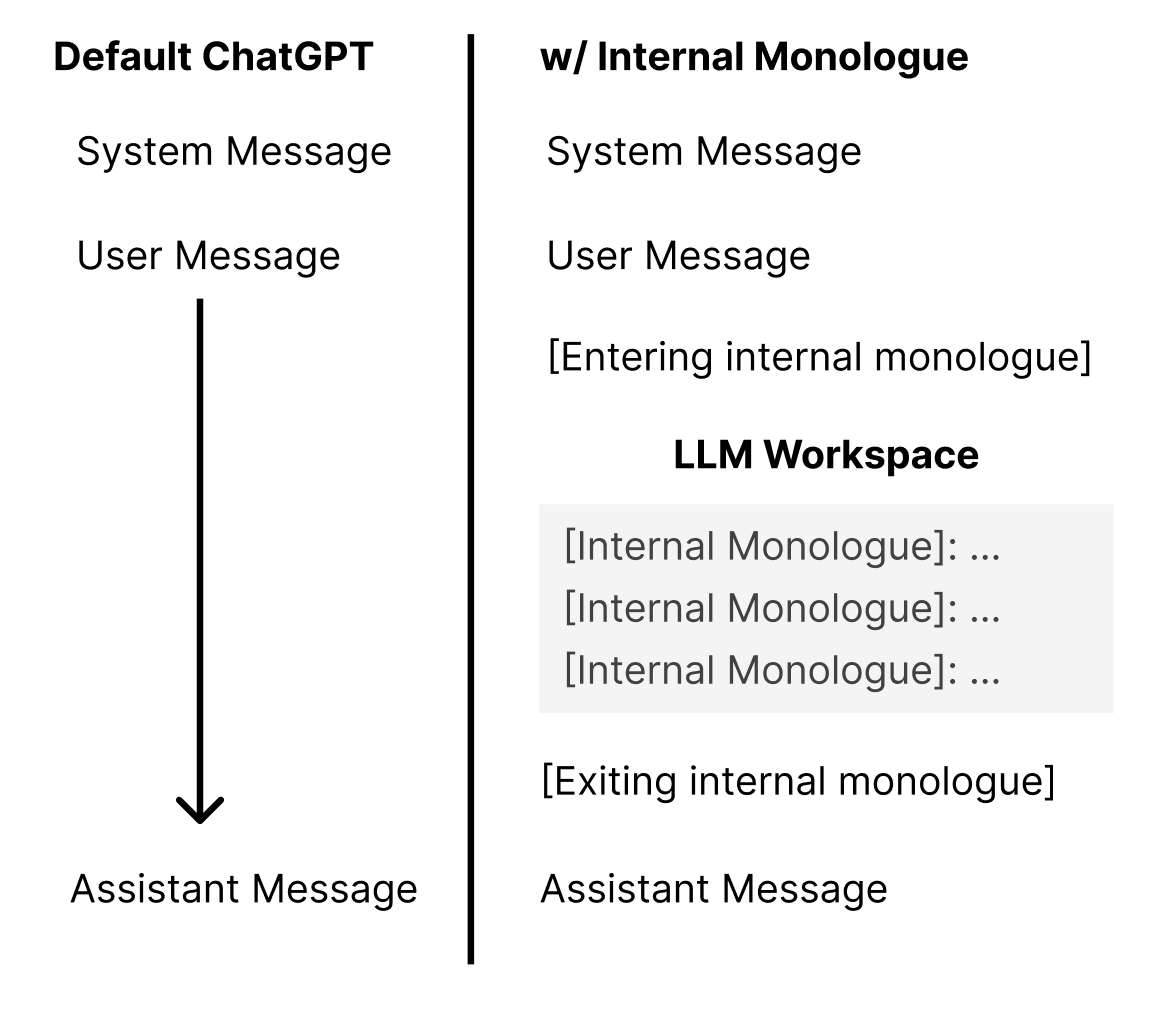 Default ChatGPT
System Message
User Message
Assistant Message
w/ Internal Monologue
System Message
User Message
[Entering internal monologue]
LLM Workspace
[Internal Monologue]: ...
[Internal Monologue]: ...
[Internal Monologue]: ...
[Exiting internal monologue]
Assistant Message